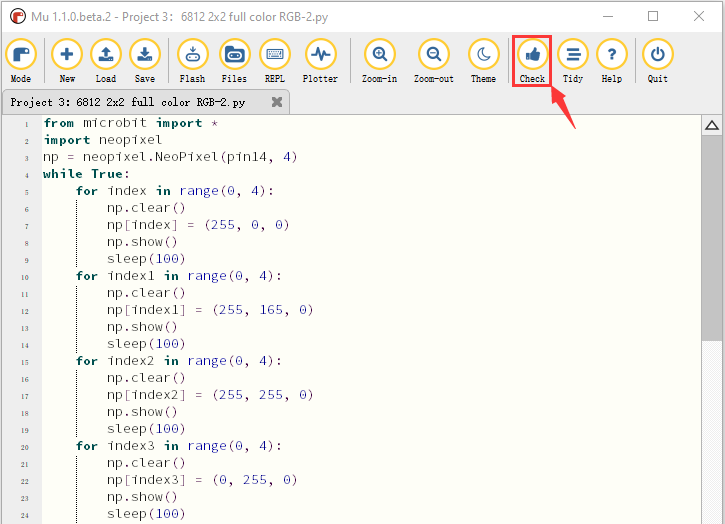 Mu 1.1.0.beta.2 - Project 3：6812 2x2 full color RGB-2.py
Mode New Load Save Flash Files REPL Plotter Zoom-in Zoom-out Theme Check Tidy Help Quit
Project 3：6812 2x2 full color RGB-2.py
1 from microbit import *
2 import neopixel
3 np = neopixel.NeoPixel(pin14, 4)
4 while True:
5 for index in range(0, 4):
6 np.clear()
7 np[index] = (255, 0, 0)
8 np.show()
9 sleep(100)
10 for index1 in range(0, 4):
11 np.clear()
12 np[index1] = (255, 165, 0)
13 np.show()
14 sleep(100)
15 for index2 in range(0, 4):
16 np.clear()
17 np[index2] = (255, 255, 0)
18 np.show()
19 sleep(100)
20 for index3 in range(0, 4):
21 np.clear()
22 np[index3] = (0, 255, 0)
23 np.show()
24 sleep(100)